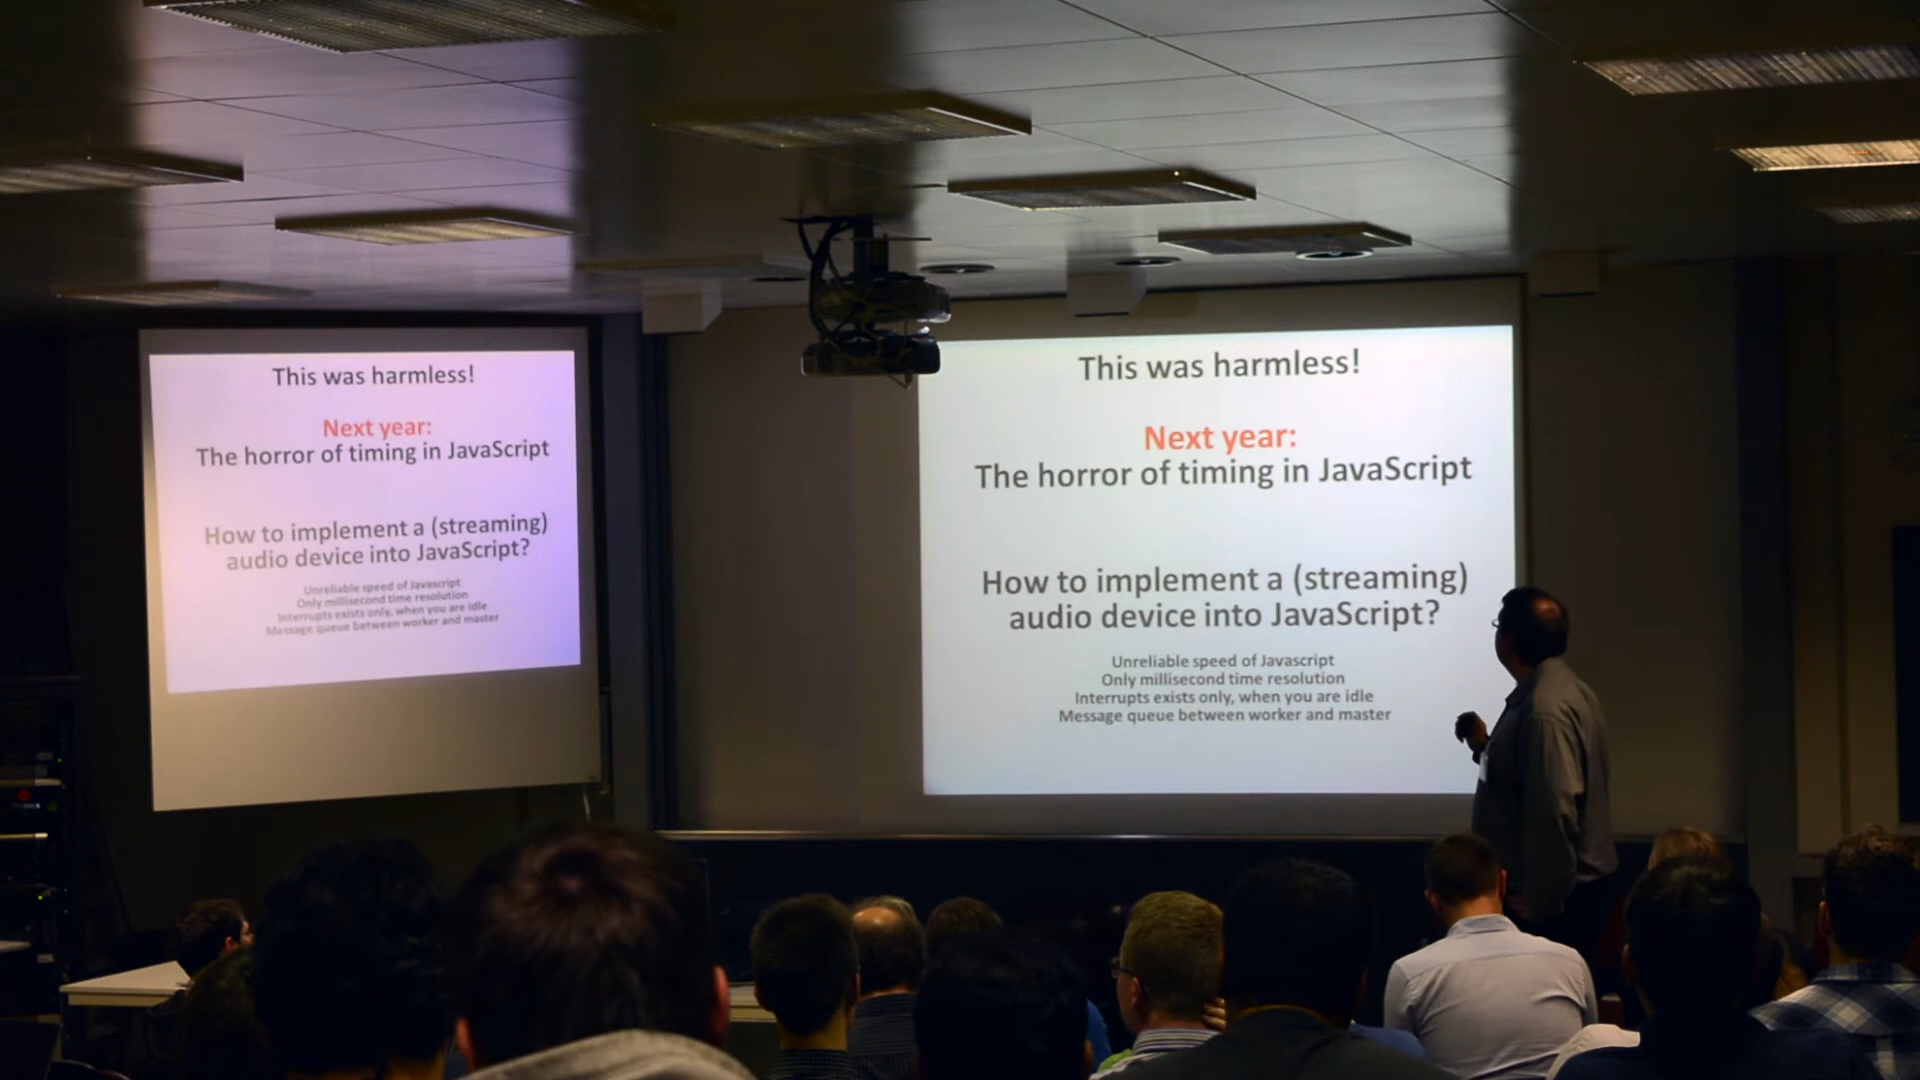 This was harmless!
Next year:
The horror of timing in JavaScript
How to implement a (streaming)
audio device into JavaScript?
Unreliable speed of Javascript
Only millisecond time resolution
Interrupts exists only, when you are idle
Message queue between worker and master
This was harmless!
Next year:
The horror of timing in JavaScript
How to implement a (streaming)
audio device into JavaScript?
Unreliable speed of Javascript
Only millisecond time resolution
Interrupts exists only, when you are idle
Message queue between worker and master